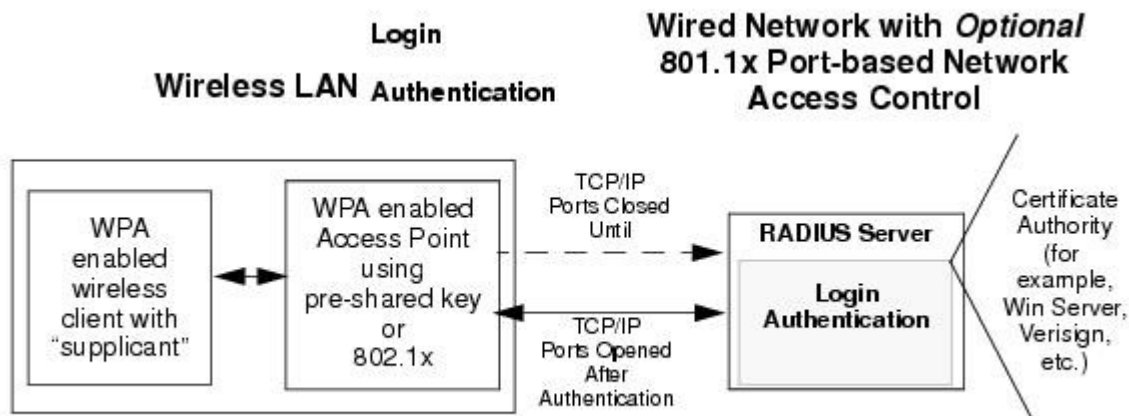 Login
Wireless LAN Authentication
Wired Network with Optional
801.1x Port-based Network
Access Control
WPA
enabled
wireless
client with
“supplicant”
WPA enabled
Access Point
using
pre-shared key
or
802.1x
TCP/IP
Ports Closed
Until
TCP/IP
Ports Opened
After
Authentication
RADIUS Server
Login
Authentication
Certificate
Authority
(for
example,
Win Server,
Verisign,
etc.)